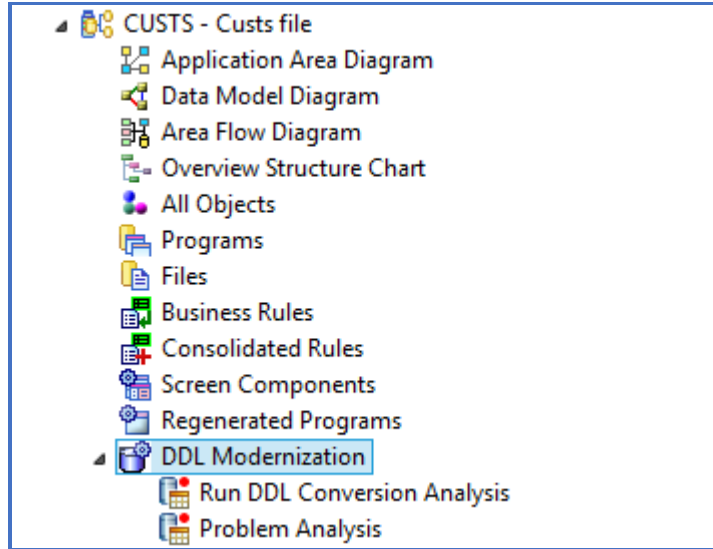 CUSTS - Custs file
Application Area Diagram
Data Model Diagram
Area Flow Diagram
Overview Structure Chart
All Objects
Programs
Files
Business Rules
Consolidated Rules
Screen Components
Regenerated Programs
DDL Modernization
Run DDL Conversion Analysis
Problem Analysis